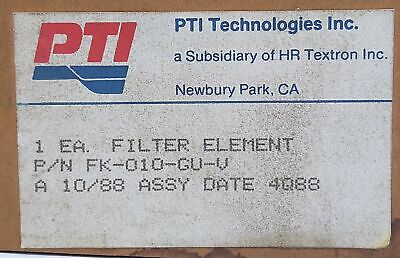 PTI
PTI Technologies Inc.
a Subsidiary of HR Textron Inc.
Newbury Park, CA
1 EA. FILTER ELEMENT
P/N FK-010-GU-V
A 10/88 ASSY DATE 4088